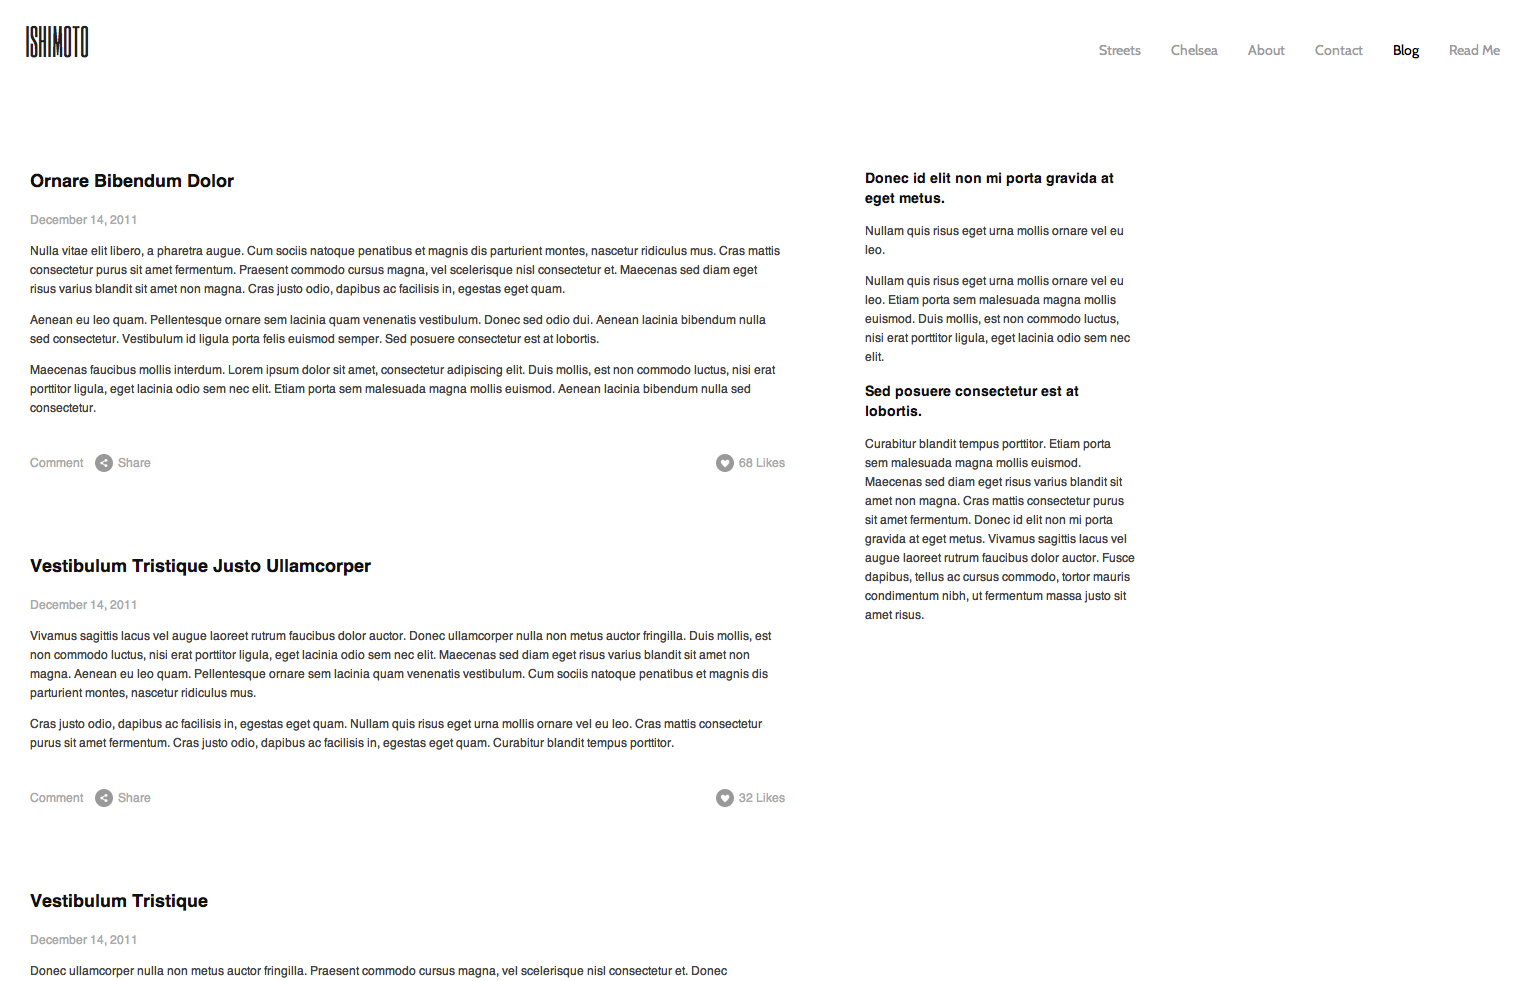 ISHIMOTO
Streets Chelsea About Contact Blog Read Me
Ornare Bibendum Dolor
December 14, 2011
Nulla vitae elit libero, a pharetra augue. Cum sociis natoque penatibus et magnis dis parturient montes, nascetur ridiculus mus. Cras mattis
consectetur purus sit amet fermentum. Praesent commodo cursus magna, vel scelerisque nisl consectetur et. Maecenas sed diam eget
risus varius blandit sit amet non magna. Cras justo odio, dapibus ac facilisis in, egestas eget quam.
Aenean eu leo quam. Pellentesque ornare sem lacinia quam venenatis vestibulum. Donec sed odio dui. Aenean lacinia bibendum nulla
sed consectetur. Vestibulum id ligula porta felis euismod semper. Sed posuere consectetur est at lobortis.
Maecenas faucibus mollis interdum. Lorem ipsum dolor sit amet, consectetur adipiscing elit. Duis mollis, est non commodo luctus, nisi erat
porttitor ligula, eget lacinia odio sem nec elit. Etiam porta sem malesuada magna mollis euismod. Aenean lacinia bibendum nulla sed
consectetur.
Comment Share 68 Likes
Vestibulum Tristique Justo Ullamcorper
December 14, 2011
Vivamus sagittis lacus vel augue laoreet rutrum faucibus dolor auctor. Donec ullamcorper nulla non metus auctor fringilla. Duis mollis, est
non commodo luctus, nisi erat porttitor ligula, eget lacinia odio sem nec elit. Maecenas sed diam eget risus varius blandit sit amet non
magna. Aenean eu leo quam. Pellentesque ornare sem lacinia quam venenatis vestibulum. Cum sociis natoque penatibus et magnis dis
parturient montes, nascetur ridiculus mus.
Cras justo odio, dapibus ac facilisis in, egestas eget quam. Nullam quis risus eget urna mollis ornare vel eu leo. Cras mattis consectetur
purus sit amet fermentum. Cras justo odio, dapibus ac facilisis in, egestas eget quam. Curabitur blandit tempus porttitor.
Comment Share 32 Likes
Vestibulum Tristique
December 14, 2011
Donec ullamcorper nulla non metus auctor fringilla. Praesent commodo cursus magna, vel scelerisque nisl consectetur et. Donec
Donec id elit non mi porta gravida at
eget metus.
Nullam quis risus eget urna mollis ornare vel eu
leo.
Nullam quis risus eget urna mollis ornare vel eu
leo. Etiam porta sem malesuada magna mollis
euismod. Duis mollis, est non commodo luctus,
nisi erat porttitor ligula, eget lacinia odio sem nec
elit.
Sed posuere consectetur est at
lobortis.
Curabitur blandit tempus porttitor. Etiam porta
sem malesuada magna mollis euismod.
Maecenas sed diam eget risus varius blandit sit
amet non magna. Cras mattis consectetur purus
sit amet fermentum. Donec id elit non mi porta
gravida at eget metus. Vivamus sagittis lacus vel
augue laoreet rutrum faucibus dolor auctor. Fusce
dapibus, tellus ac cursus commodo, tortor mauris
condimentum nibh, ut fermentum massa justo sit
amet risus.